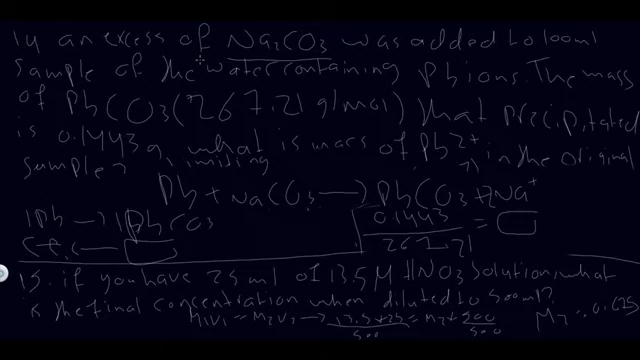 14 an excess of Na2CO3 was added to 100ml
sample of the water containing Pb ions. The mass
of PbCO3 (267.21 g/mol) that precipitated
is 0.1443 g, what is mass of Pb2+ in the original
sample? limiting
Pb + NaCO3 → PbCO3 + 2Na+
1Pb → 1PbCO3
0.1443 / 267.21 =
15. if you have 25 ml of 13.5 M HNO3 solution, what
is the final concentration when diluted to 500ml?
M1V1 = M2V2 → 13.5 * 25 / 500 = M2 * 500 / 500 M2 = 0.675